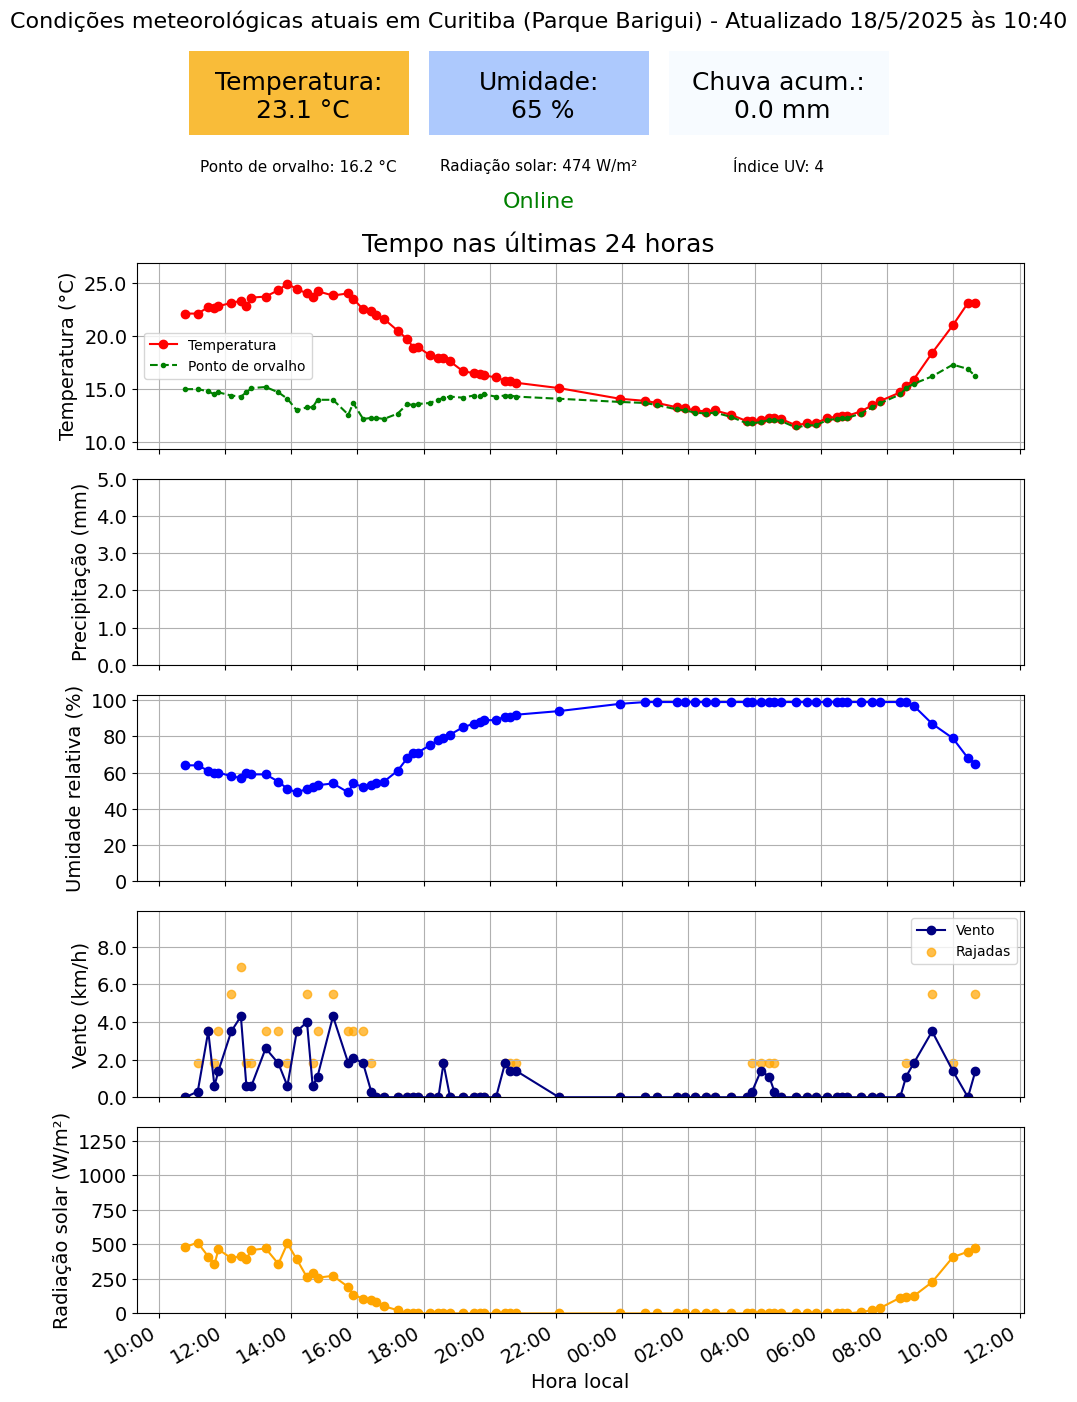 Condições meteorológicas atuais em Curitiba (Parque Barigui) - Atualizado 18/5/2025 às 10:40
Temperatura:
23.1 °C
Umidade:
65 %
Chuva acum.:
0.0 mm
Ponto de orvalho: 16.2 °C
Radiação solar: 474 W/m²
Índice UV: 4
Online
Tempo nas últimas 24 horas
Temperatura (°C)
25.0
20.0
15.0
10.0
Temperatura
Ponto de orvalho
Precipitação (mm)
5.0
4.0
3.0
2.0
1.0
0.0
Umidade relativa (%)
100
80
60
40
20
0
Vento (km/h)
8.0
6.0
4.0
2.0
0.0
Vento
Rajadas
Radiação solar (W/m²)
1250
1000
750
500
250
0
10:00
12:00
14:00
16:00
18:00
20:00
22:00
00:00
02:00
04:00
06:00
08:00
10:00
12:00
Hora local